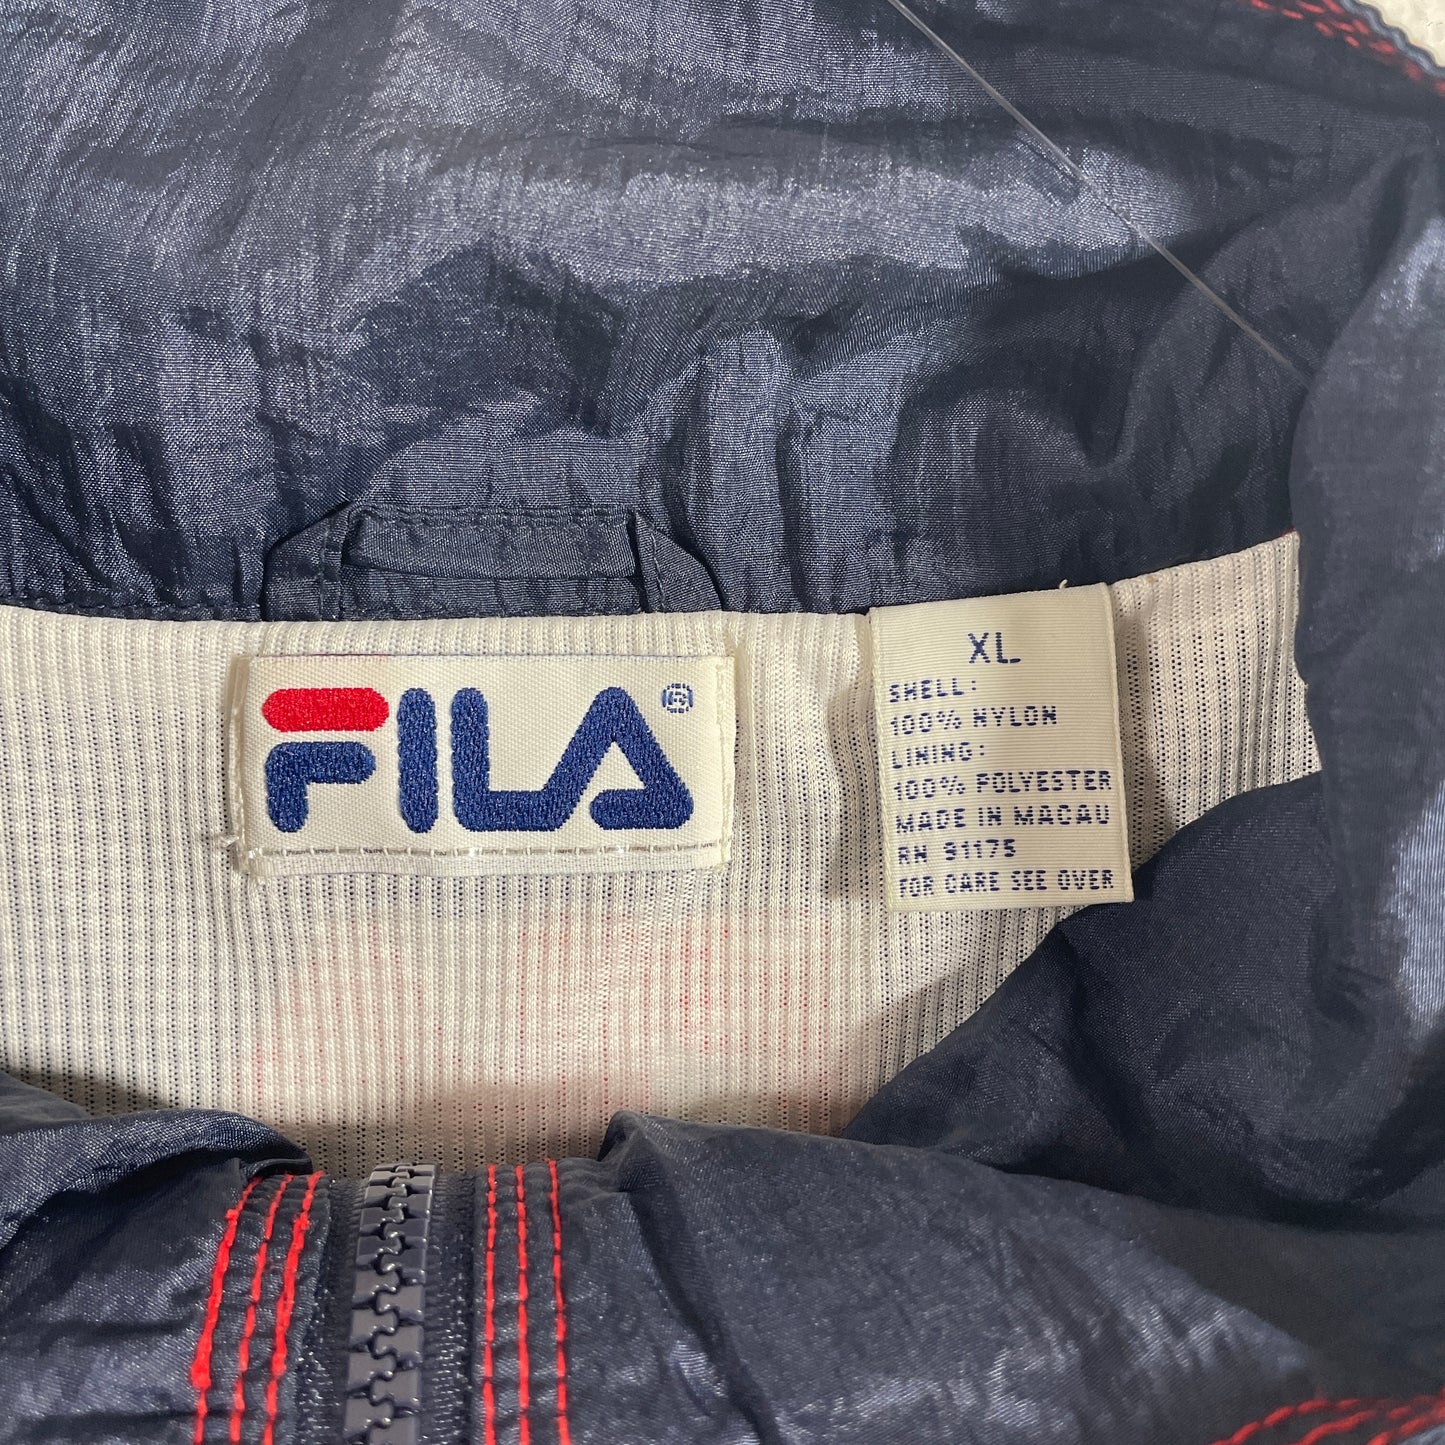 FILA®
XL
SHELL:
100% NYLON
LINING:
100% POLYESTER
MADE IN MACAU
RN 91175
FOR CARE SEE OVER